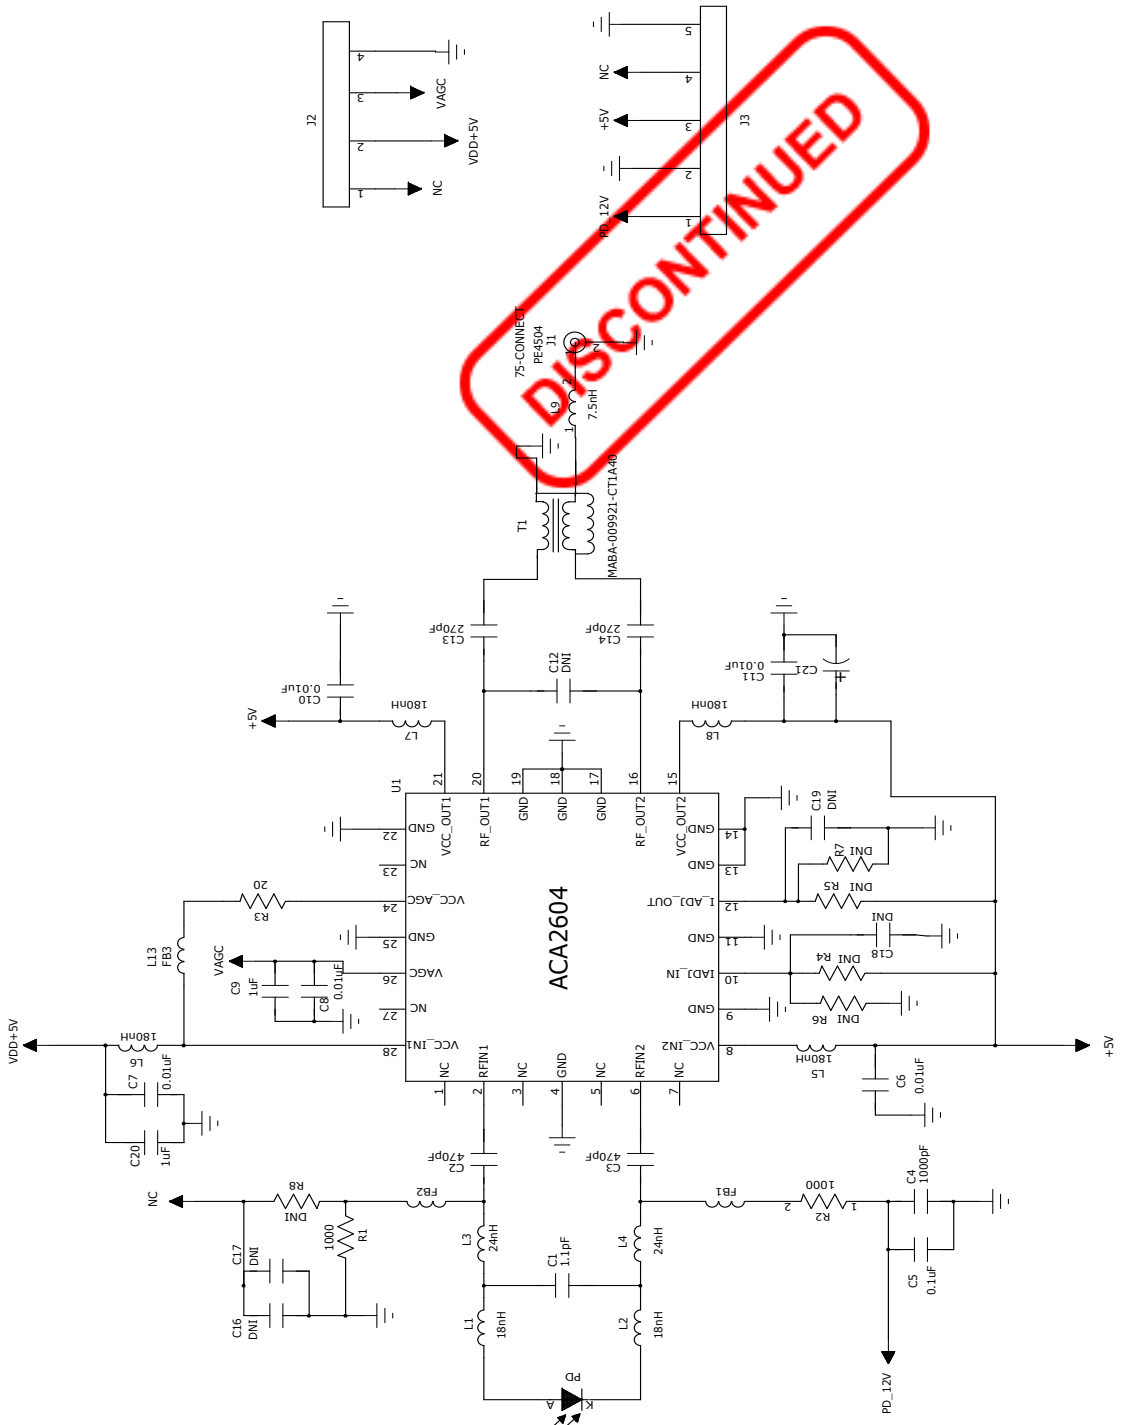 J2
4
3
2
1
VAGC
VDD+5V
NC
J3
5
4
3
2
1
NC
+5V
PD_12V
DISCONTINUED
75-CONNECT
PE4504
J1
1
2
L9
7.5nH
1
2
T1
MABA-009921-CT1A40
C13
270pF
C14
270pF
C12
DNI
+5V
C10
0.01uF
L7
180nH
L8
180nH
C11
0.01uF
C21
+
U1
ACA2604
21
VCC_OUT1
20
RF_OUT1
19
GND
18
GND
17
GND
16
RF_OUT2
15
VCC_OUT2
22
GND
23
NC
24
VCC_AGC
25
GND
26
VAGC
27
NC
28
VCC_IN1
14
GND
13
GND
12
I_ADJ_OUT
11
GND
10
IADJ_IN
9
GND
8
VCC_IN2
1
NC
2
RFIN1
3
NC
4
GND
5
NC
6
RFIN2
7
NC
R3
20
L13
FB3
VAGC
C9
1uF
C8
0.01uF
VDD+5V
L6
180nH
C7
0.01uF
C20
1uF
C19
DNI
R7
DNI
R5
DNI
C18
DNI
R4
DNI
R6
DNI
L5
180nH
C6
0.01uF
+5V
C2
470pF
C3
470pF
NC
R8
DNI
FB2
R1
1000
C17
DNI
C16
DNI
L3
24nH
L4
24nH
C1
1.1pF
L1
18nH
L2
18nH
FB1
2
R2
1000
1
C4
1000pF
C5
0.1uF
PD_12V
PD
A
K